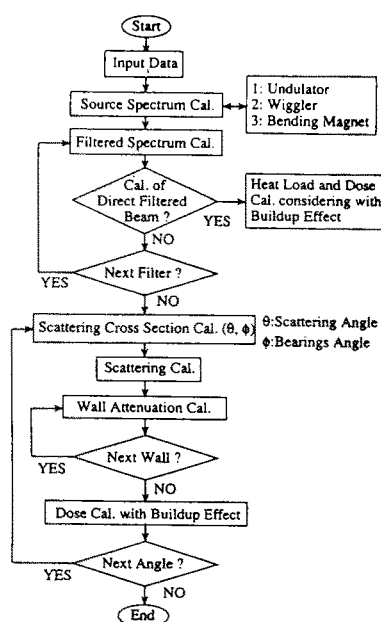 Start
Input Data
Source Spectrum Cal.
1: Undulator
2: Wiggler
3: Bending Magnet
Filtered Spectrum Cal.
Cal. of
Direct Filtered
Beam ?
YES
Heat Load and Dose
Cal. considering with
Buildup Effect
NO
Next Filter ?
YES
NO
Scattering Cross Section Cal. (θ, ϕ)
θ:Scattering Angle
ϕ:Bearings Angle
Scattering Cal.
Wall Attenuation Cal.
Next Wall ?
YES
NO
Dose Cal. with Buildup Effect
Next Angle ?
YES
NO
End